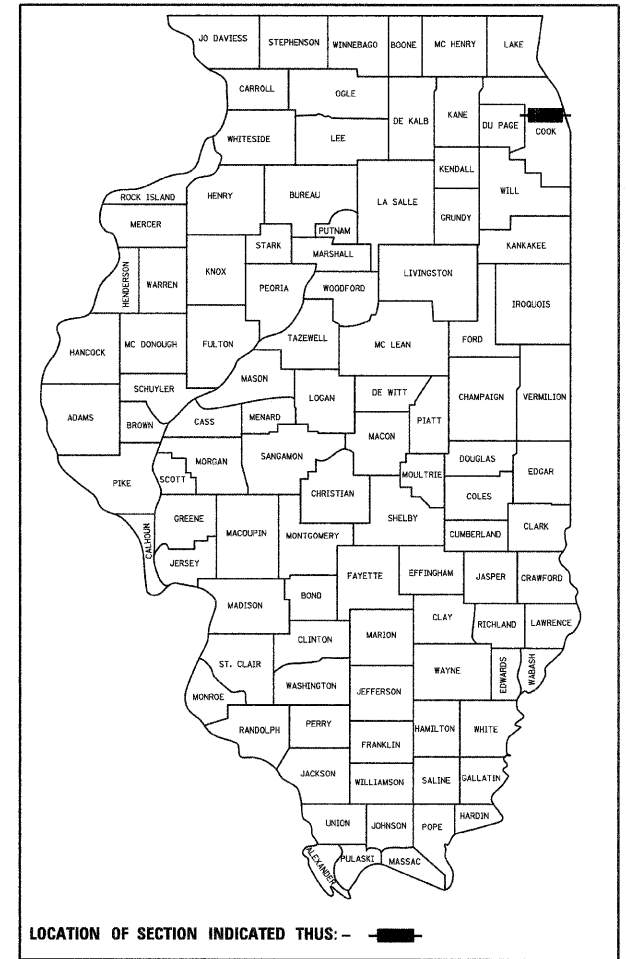 JO DAVIESS
STEPHENSON
WINNEBAGO
BOONE
MC HENRY
LAKE
CARROLL
OGLE
DE KALB
KANE
DU PAGE
COOK
WHITESIDE
LEE
KENDALL
WILL
ROCK ISLAND
HENRY
BUREAU
LA SALLE
GRUNDY
MERCER
PUTNAM
STARK
MARSHALL
KANKAKEE
HENDERSON
WARREN
KNOX
PEORIA
WOODFORD
LIVINGSTON
IROQUOIS
HANCOCK
MC DONOUGH
FULTON
TAZEWELL
MC LEAN
FORD
SCHUYLER
MASON
LOGAN
DE WITT
CHAMPAIGN
VERMILION
ADAMS
BROWN
CASS
MENARD
MACON
PIATT
PIKE
SCOTT
MORGAN
SANGAMON
CHRISTIAN
MOULTRIE
DOUGLAS
EDGAR
COLES
GREENE
MACOUPIN
MONTGOMERY
SHELBY
CUMBERLAND
CLARK
CALHOUN
JERSEY
FAYETTE
EFFINGHAM
JASPER
CRAWFORD
MADISON
BOND
CLAY
RICHLAND
LAWRENCE
CLINTON
MARION
ST. CLAIR
WAYNE
EDWARDS
WABASH
MONROE
WASHINGTON
JEFFERSON
RANDOLPH
PERRY
HAMILTON
WHITE
FRANKLIN
JACKSON
WILLIAMSON
SALINE
GALLATIN
UNION
JOHNSON
POPE
HARDIN
ALEXANDER
PULASKI
MASSAC
LOCATION OF SECTION INDICATED THUS: -